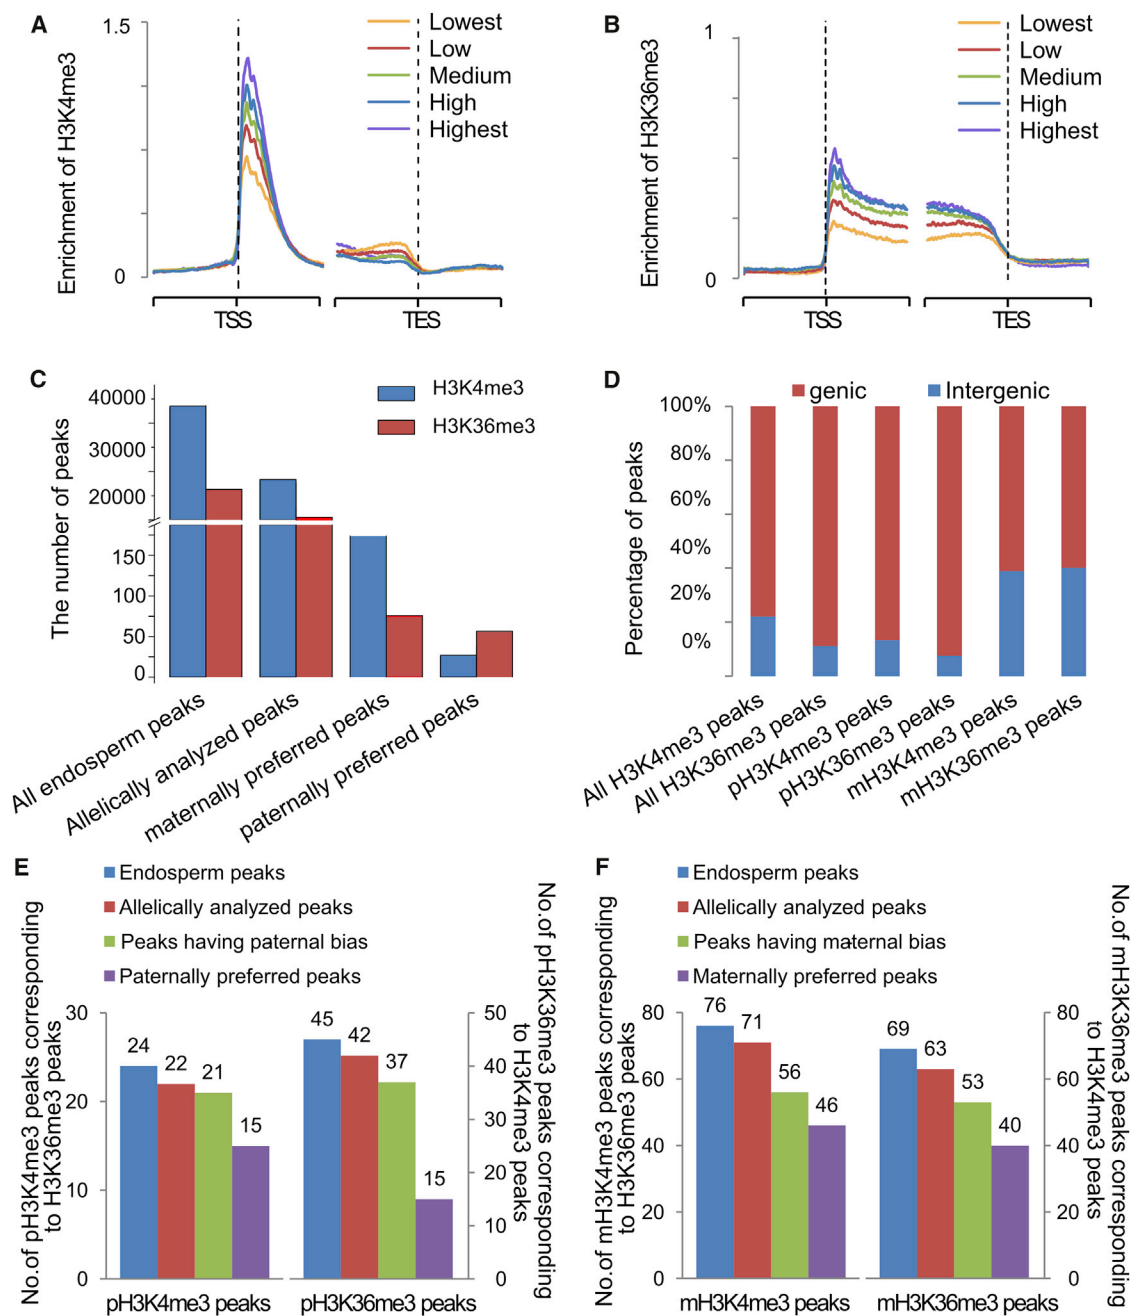 A
1.5
0
Enrichment of H3K4me3
Lowest
Low
Medium
High
Highest
TSS
TES
B
1
0
Enrichment of H3K36me3
Lowest
Low
Medium
High
Highest
TSS
TES
C
The number of peaks
40000
30000
20000
150
100
50
0
H3K4me3
H3K36me3
All endosperm peaks
Allelically analyzed peaks
maternally preferred peaks
paternally preferred peaks
D
genic
Intergenic
Percentage of peaks
100%
80%
60%
40%
20%
0%
All H3K4me3 peaks
All H3K36me3 peaks
pH3K4me3 peaks
pH3K36me3 peaks
mH3K4me3 peaks
mH3K36me3 peaks
E
Endosperm peaks
Allelically analyzed peaks
Peaks having paternal bias
Paternally preferred peaks
No.of pH3K4me3 peaks corresponding
to H3K36me3 peaks
30
20
10
0
24
22
21
15
45
42
37
15
50
40
30
20
10
0
No.of pH3K36me3 peaks corresponding
to H3K4me3 peaks
pH3K4me3 peaks
pH3K36me3 peaks
F
Endosperm peaks
Allelically analyzed peaks
Peaks having maternal bias
Maternally preferred peaks
No.of mH3K4me3 peaks corresponding
to H3K36me3 peaks
80
60
40
20
0
76
71
56
46
69
63
53
40
80
60
40
20
0
No.of mH3K36me3 peaks corresponding
to H3K4me3 peaks
mH3K4me3 peaks
mH3K36me3 peaks